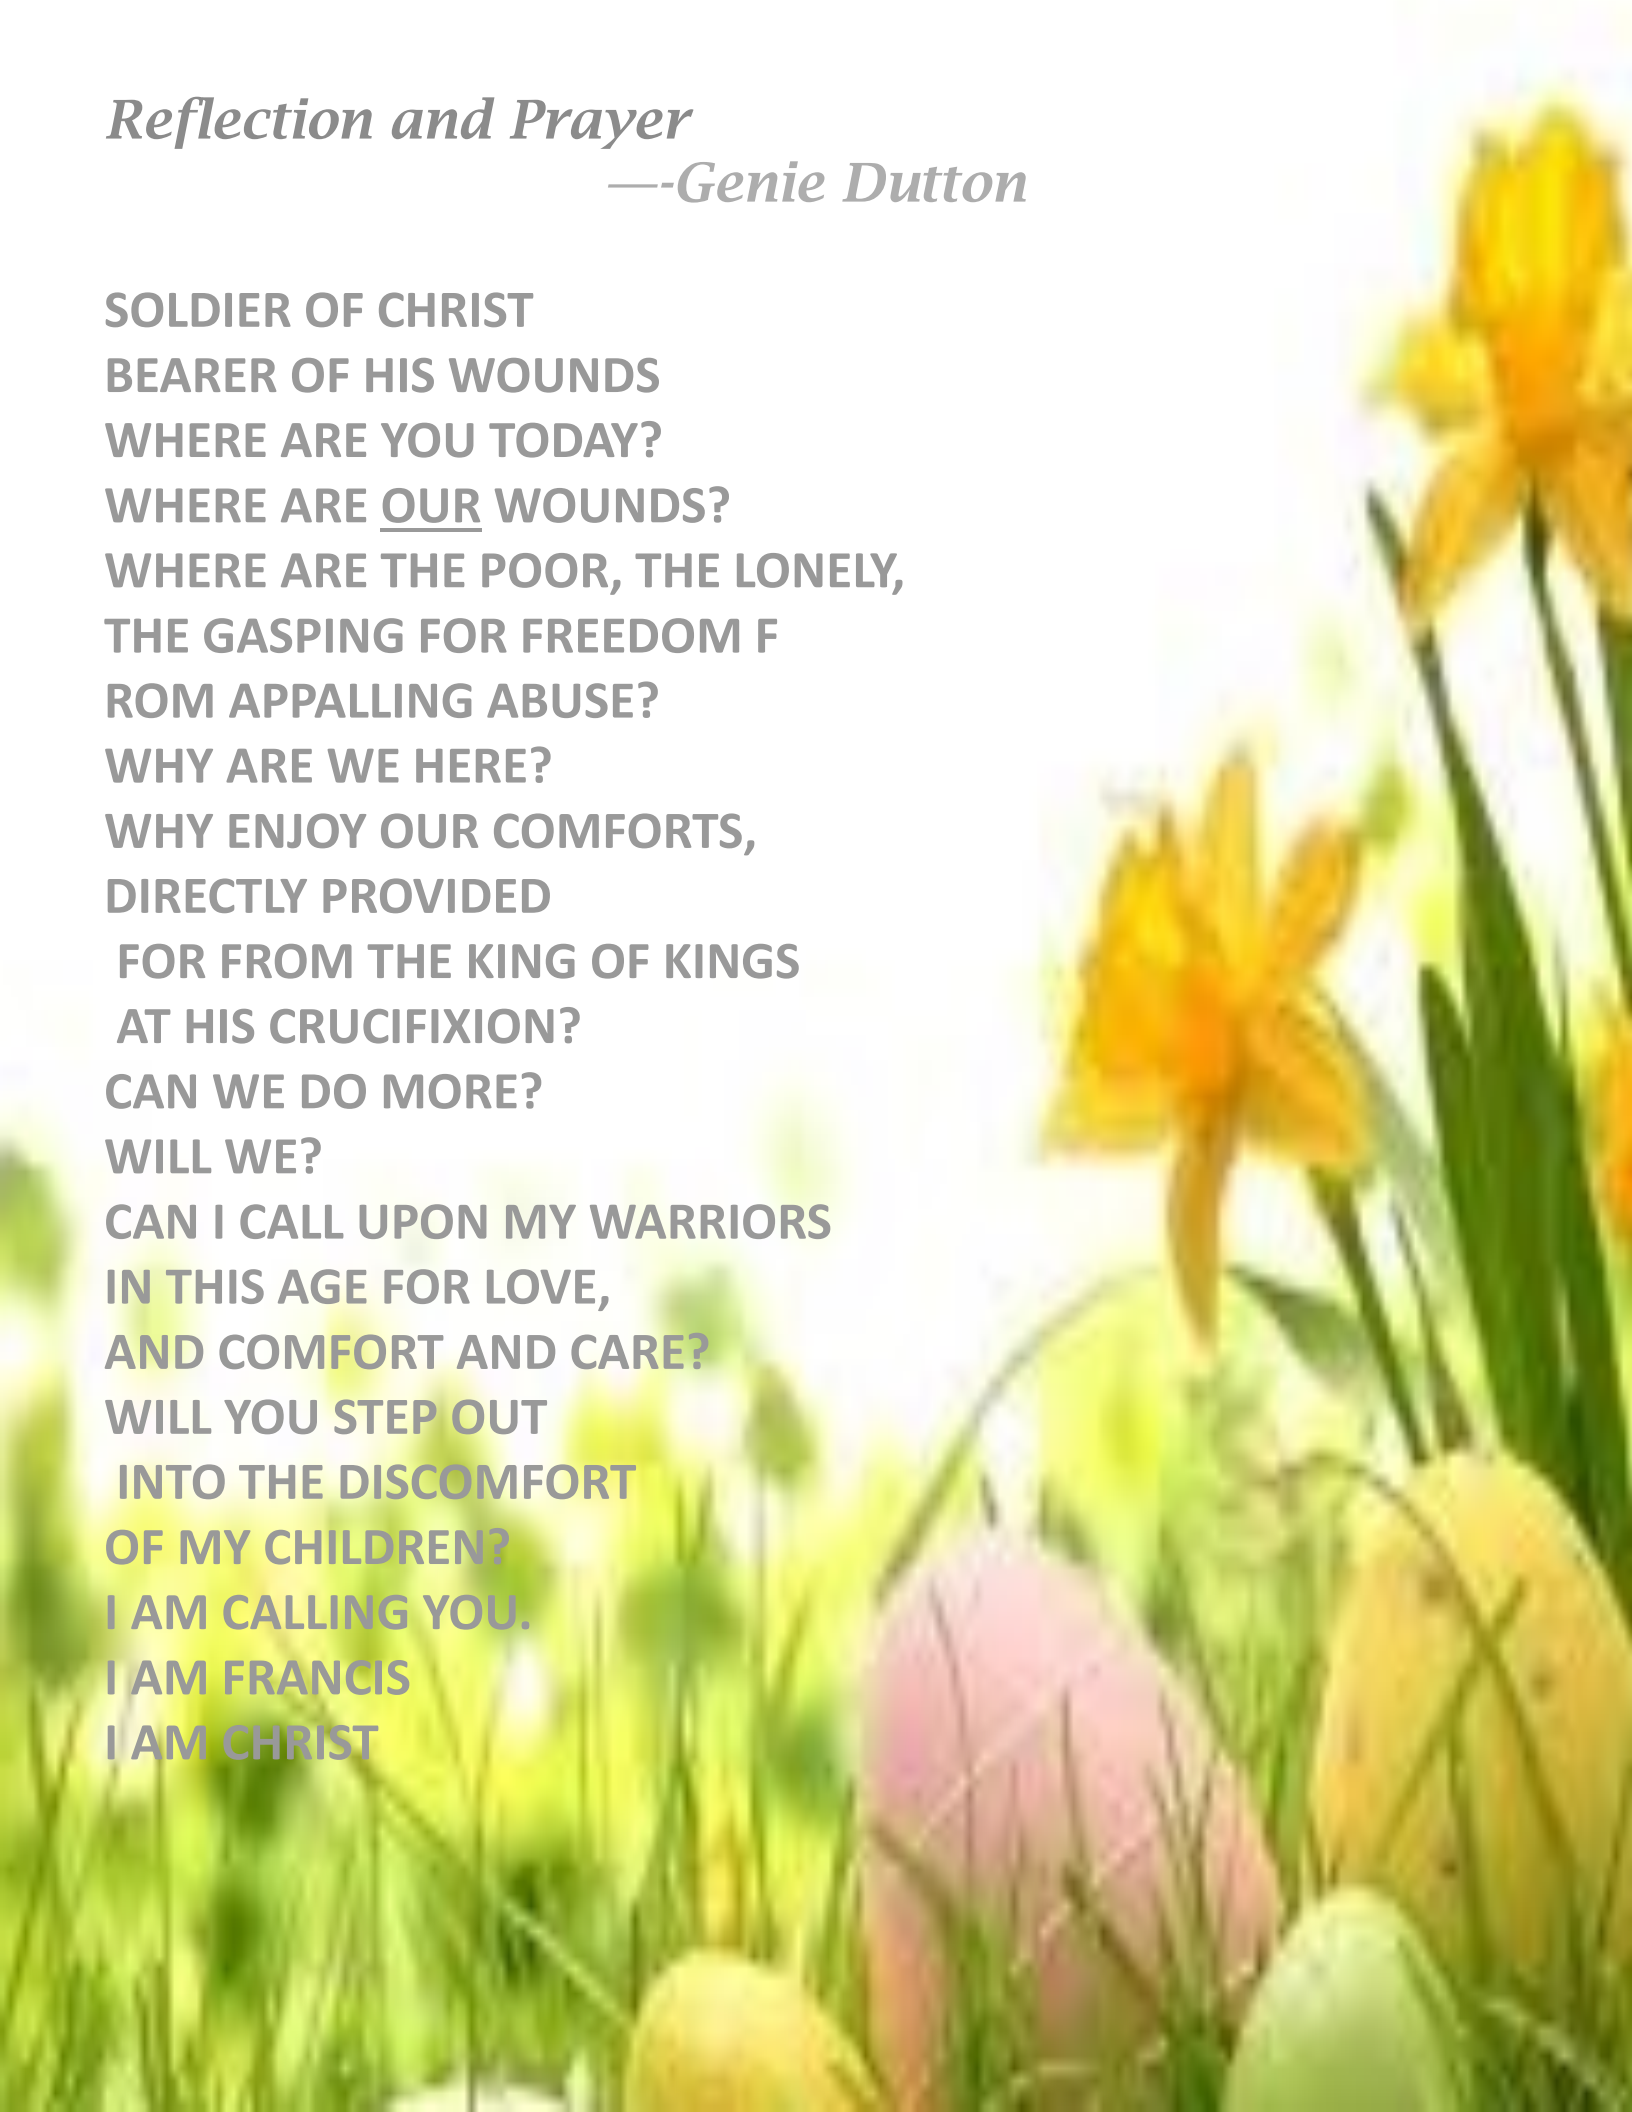 Reflection and Prayer
—-Genie Dutton
SOLDIER OF CHRIST
BEARER OF HIS WOUNDS
WHERE ARE YOU TODAY?
WHERE ARE OUR WOUNDS?
WHERE ARE THE POOR, THE LONELY,
THE GASPING FOR FREEDOM F
ROM APPALLING ABUSE?
WHY ARE WE HERE?
WHY ENJOY OUR COMFORTS,
DIRECTLY PROVIDED
FOR FROM THE KING OF KINGS
AT HIS CRUCIFIXION?
CAN WE DO MORE?
WILL WE?
CAN I CALL UPON MY WARRIORS
IN THIS AGE FOR LOVE,
AND COMFORT AND CARE?
WILL YOU STEP OUT
INTO THE DISCOMFORT
OF MY CHILDREN?
I AM CALLING YOU.
I AM FRANCIS
I AM CHRIST